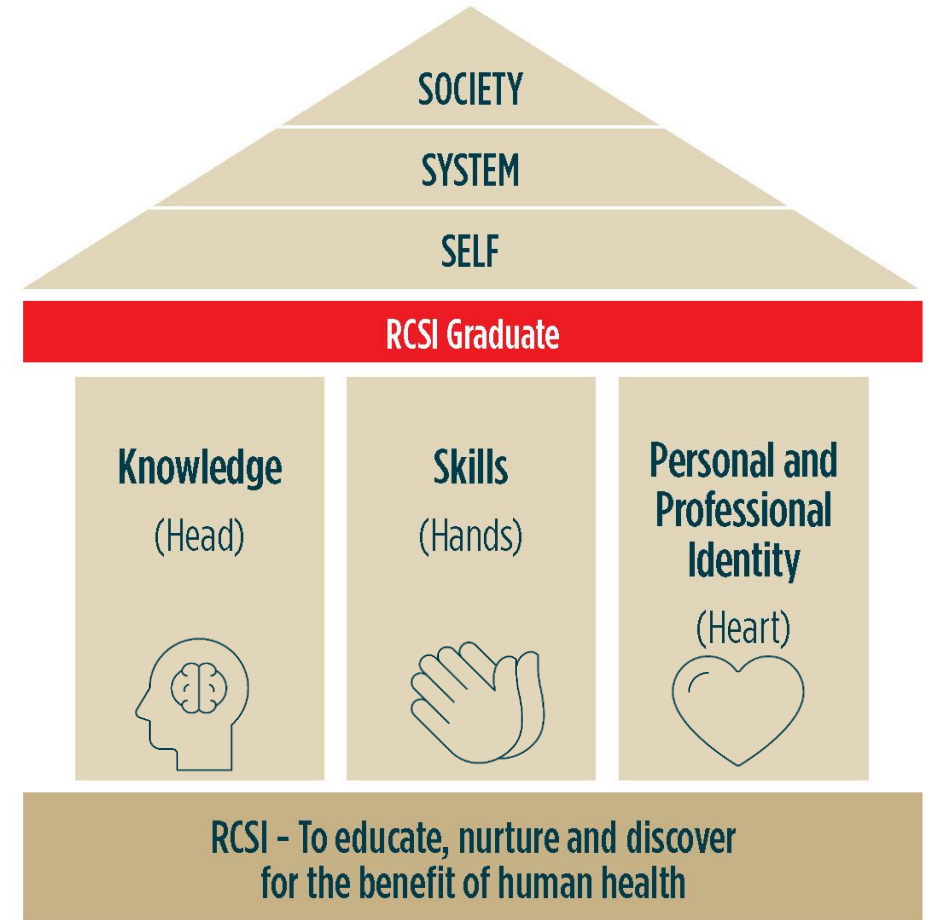 SOCIETY
SYSTEM
SELF
RCSI Graduate
Knowledge
(Head)
Skills
(Hands)
Personal and
Professional
Identity
(Heart)
RCSI - To educate, nurture and discover
for the benefit of human health